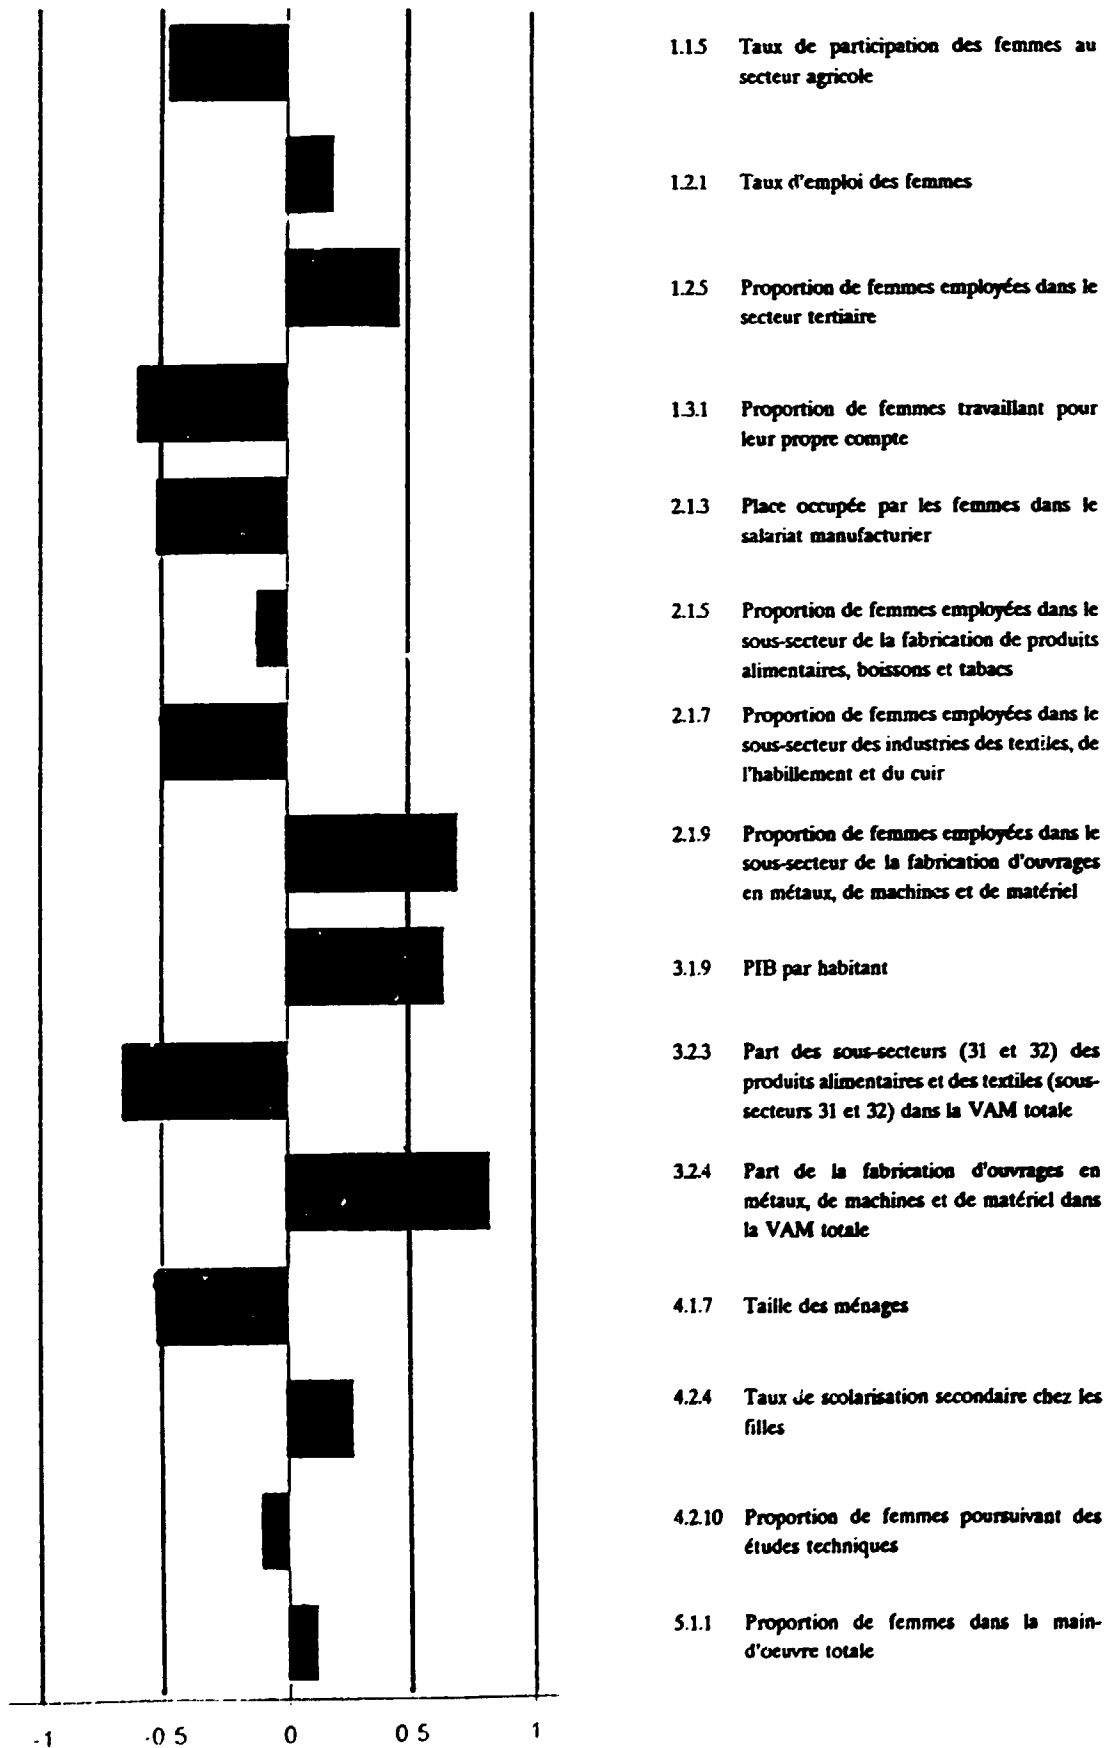 1.1.5 Taux de participation des femmes au
secteur agricole
1.2.1 Taux d'emploi des femmes
1.2.5 Proportion de femmes employées dans le
secteur tertiaire
1.3.1 Proportion de femmes travaillant pour
leur propre compte
2.1.3 Place occupée par les femmes dans le
salariat manufacturier
2.1.5 Proportion de femmes employées dans le
sous-secteur de la fabrication de produits
alimentaires, boissons et tabacs
2.1.7 Proportion de femmes employées dans le
sous-secteur des industries des textiles, de
l'habillement et du cuir
2.1.9 Proportion de femmes employées dans le
sous-secteur de la fabrication d'ouvrages
en métaux, de machines et de matériel
3.1.9 PIB par habitant
3.2.3 Part des sous-secteurs (31 et 32) des
produits alimentaires et des textiles (sous-
secteurs 31 et 32) dans la VAM totale
3.2.4 Part de la fabrication d'ouvrages en
métaux, de machines et de matériel dans
la VAM totale
4.1.7 Taille des ménages
4.2.4 Taux de scolarisation secondaire chez les
filles
4.2.10 Proportion de femmes poursuivant des
études techniques
5.1.1 Proportion de femmes dans la main-
d'oeuvre totale
-1 -0 5 0 0 5 1